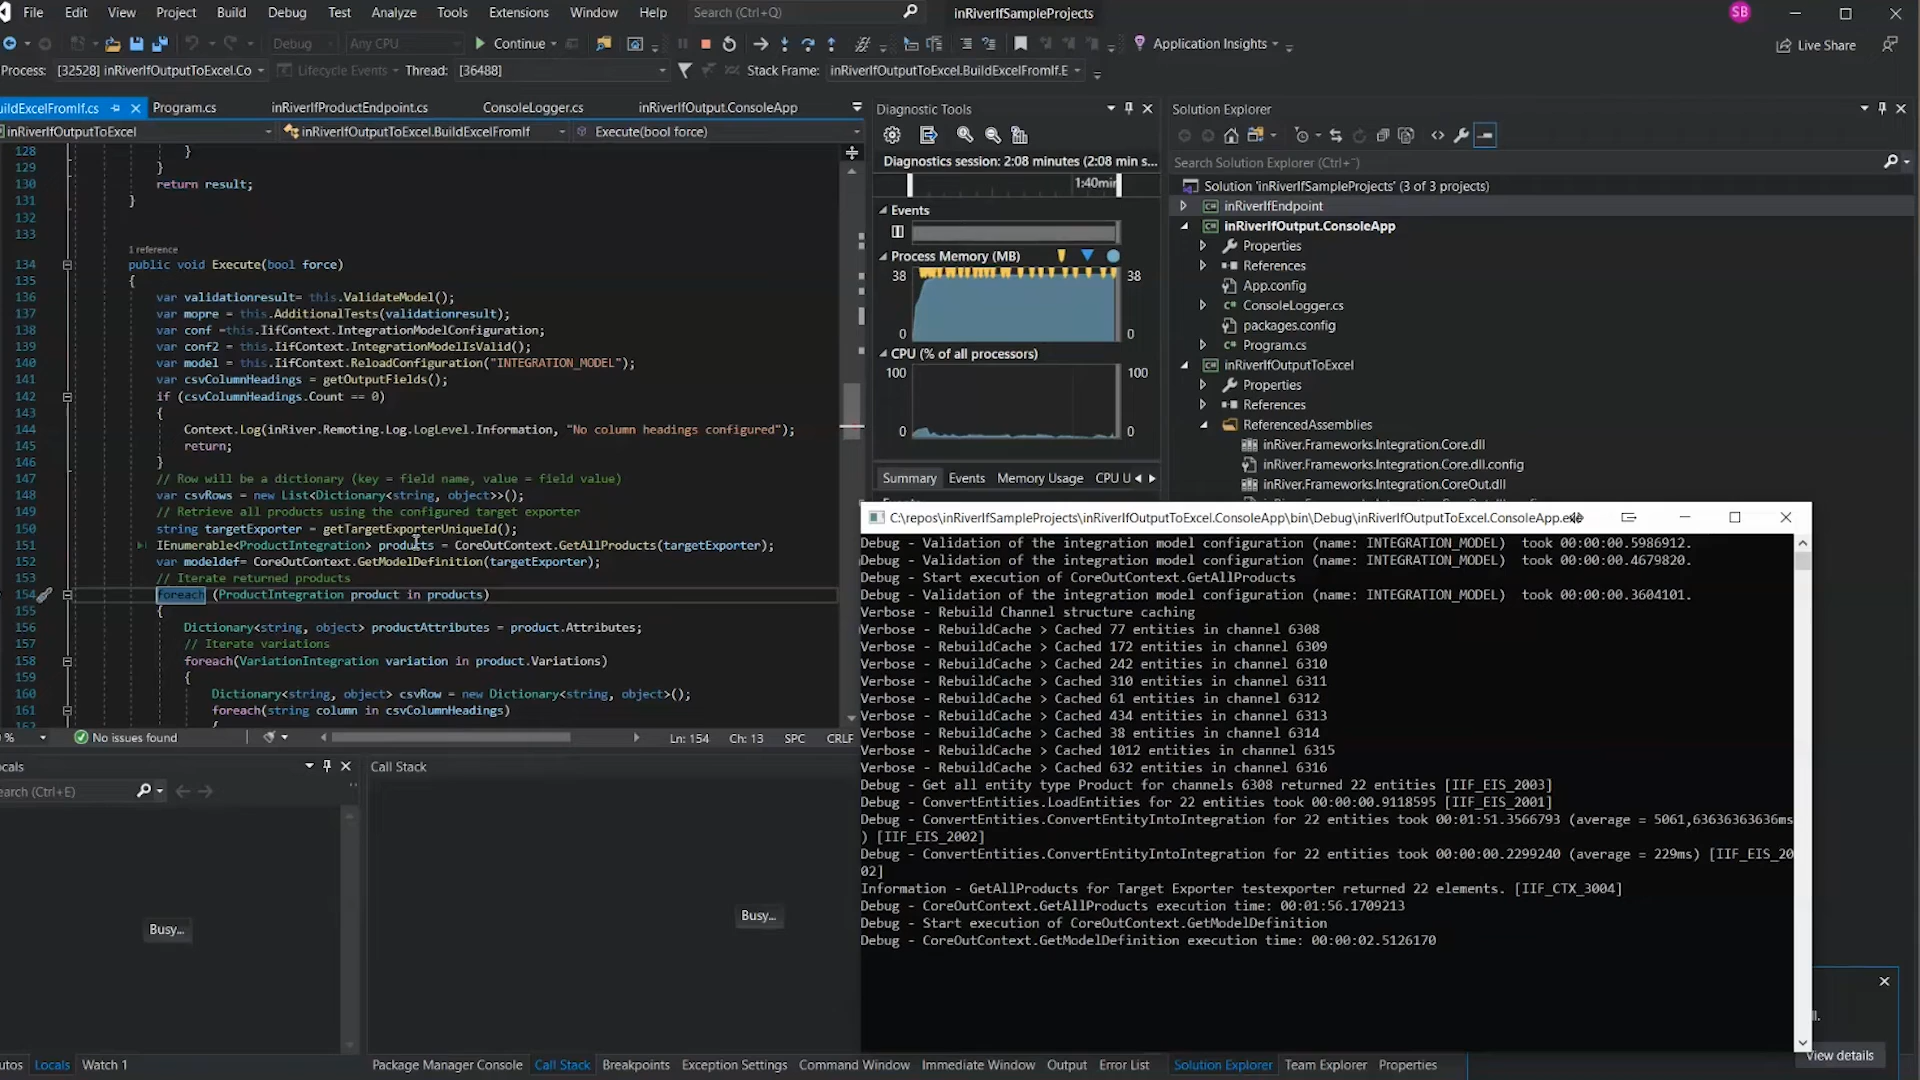 File Edit View Project Build Debug Test Analyze Tools Extensions Window Help Search (Ctrl+Q) inRiverIfSampleProjects SB
Debug Any CPU Continue Application Insights Live Share
Process: [32528] inRiverIfOutputToExcel.Co Lifecycle Events Thread: [36488] Stack Frame: inRiverIfOutputToExcel.BuildExcelFromIf.E
uildExcelFromIf.cs Program.cs inRiverIfProductEndpoint.cs ConsoleLogger.cs inRiverIfOutput.ConsoleApp
inRiverIfOutputToExcel inRiverIfOutputToExcel.BuildExcelFromIf Execute(bool force)
128 }
129 }
130 return result;
131 }
132
133
1 reference
134 public void Execute(bool force)
135 {
136 var validationresult= this.ValidateModel();
137 var mopre = this.AdditionalTests(validationresult);
138 var conf =this.IifContext.IntegrationModelConfiguration;
139 var conf2 = this.IifContext.IntegrationModelIsValid();
140 var model = this.IifContext.ReloadConfiguration("INTEGRATION_MODEL");
141 var csvColumnHeadings = getOutputFields();
142 if (csvColumnHeadings.Count == 0)
143 {
144 Context.Log(inRiver.Remoting.Log.LogLevel.Information, "No column headings configured");
145 return;
146 }
147 // Row will be a dictionary (key = field name, value = field value)
148 var csvRows = new List<Dictionary<string, object>>();
149 // Retrieve all products using the configured target exporter
150 string targetExporter = getTargetExporterUniqueId();
151 IEnumerable<ProductIntegration> products = CoreOutContext.GetAllProducts(targetExporter);
152 var modeldef= CoreOutContext.GetModelDefinition(targetExporter);
153 // Iterate returned products
154 foreach (ProductIntegration product in products)
155 {
156 Dictionary<string, object> productAttributes = product.Attributes;
157 // Iterate variations
158 foreach(VariationIntegration variation in product.Variations)
159 {
160 Dictionary<string, object> csvRow = new Dictionary<string, object>();
161 foreach(string column in csvColumnHeadings)
162 {
% No issues found Ln: 154 Ch: 13 SPC CRLF
Diagnostic Tools
Diagnostics session: 2:08 minutes (2:08 min s...
1:40min
Events
Process Memory (MB)
38 38
0 0
CPU (% of all processors)
100 100
0 0
Summary Events Memory Usage CPU U
Solution Explorer
Search Solution Explorer (Ctrl+¨)
Solution 'inRiverIfSampleProjects' (3 of 3 projects)
inRiverIfEndpoint
inRiverIfOutput.ConsoleApp
Properties
References
App.config
ConsoleLogger.cs
packages.config
Program.cs
inRiverIfOutputToExcel
Properties
References
ReferencedAssemblies
inRiver.Frameworks.Integration.Core.dll
inRiver.Frameworks.Integration.Core.dll.config
inRiver.Frameworks.Integration.CoreOut.dll
C:\repos\inRiverIfSampleProjects\inRiverIfOutputToExcel.ConsoleApp\bin\Debug\inRiverIfOutputToExcel.ConsoleApp.exe
Debug - Validation of the integration model configuration (name: INTEGRATION_MODEL) took 00:00:00.5986912.
Debug - Validation of the integration model configuration (name: INTEGRATION_MODEL) took 00:00:00.4679820.
Debug - Start execution of CoreOutContext.GetAllProducts
Debug - Validation of the integration model configuration (name: INTEGRATION_MODEL) took 00:00:00.3604101.
Verbose - Rebuild Channel structure caching
Verbose - RebuildCache > Cached 77 entities in channel 6308
Verbose - RebuildCache > Cached 172 entities in channel 6309
Verbose - RebuildCache > Cached 242 entities in channel 6310
Verbose - RebuildCache > Cached 310 entities in channel 6311
Verbose - RebuildCache > Cached 61 entities in channel 6312
Verbose - RebuildCache > Cached 434 entities in channel 6313
Verbose - RebuildCache > Cached 38 entities in channel 6314
Verbose - RebuildCache > Cached 1012 entities in channel 6315
Verbose - RebuildCache > Cached 632 entities in channel 6316
Debug - Get all entity type Product for channels 6308 returned 22 entities [IIF_EIS_2003]
Debug - ConvertEntities.LoadEntities for 22 entities took 00:00:00.9118595 [IIF_EIS_2001]
Debug - ConvertEntities.ConvertEntityIntoIntegration for 22 entities took 00:01:51.3566793 (average = 5061,63636363636ms
) [IIF_EIS_2002]
Debug - ConvertEntities.ConvertEntityIntoIntegration for 22 entities took 00:00:00.2299240 (average = 229ms) [IIF_EIS_20
02]
Information - GetAllProducts for Target Exporter testexporter returned 22 elements. [IIF_CTX_3004]
Debug - CoreOutContext.GetAllProducts execution time: 00:01:56.1709213
Debug - Start execution of CoreOutContext.GetModelDefinition
Debug - CoreOutContext.GetModelDefinition execution time: 00:00:02.5126170
ocals
earch (Ctrl+E)
Busy...
Call Stack
Busy...
ll.
View details
utos Locals Watch 1
Package Manager Console Call Stack Breakpoints Exception Settings Command Window Immediate Window Output Error List
Solution Explorer Team Explorer Properties